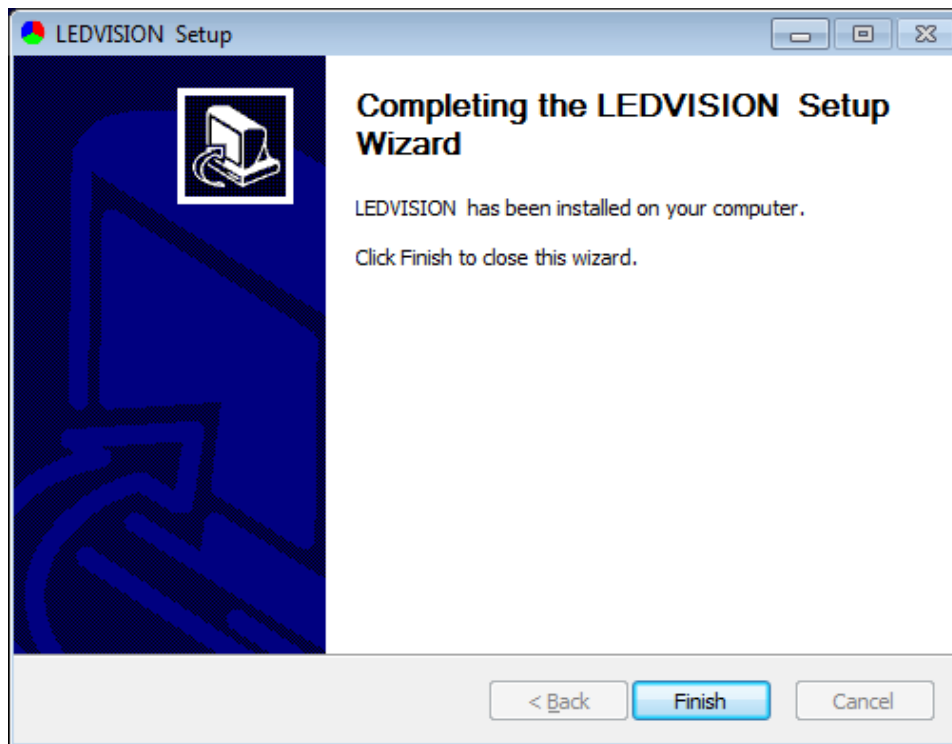 LEDVISION  Setup
Completing the LEDVISION  Setup
Wizard
LEDVISION  has been installed on your computer.
Click Finish to close this wizard.
< Back
Finish
Cancel